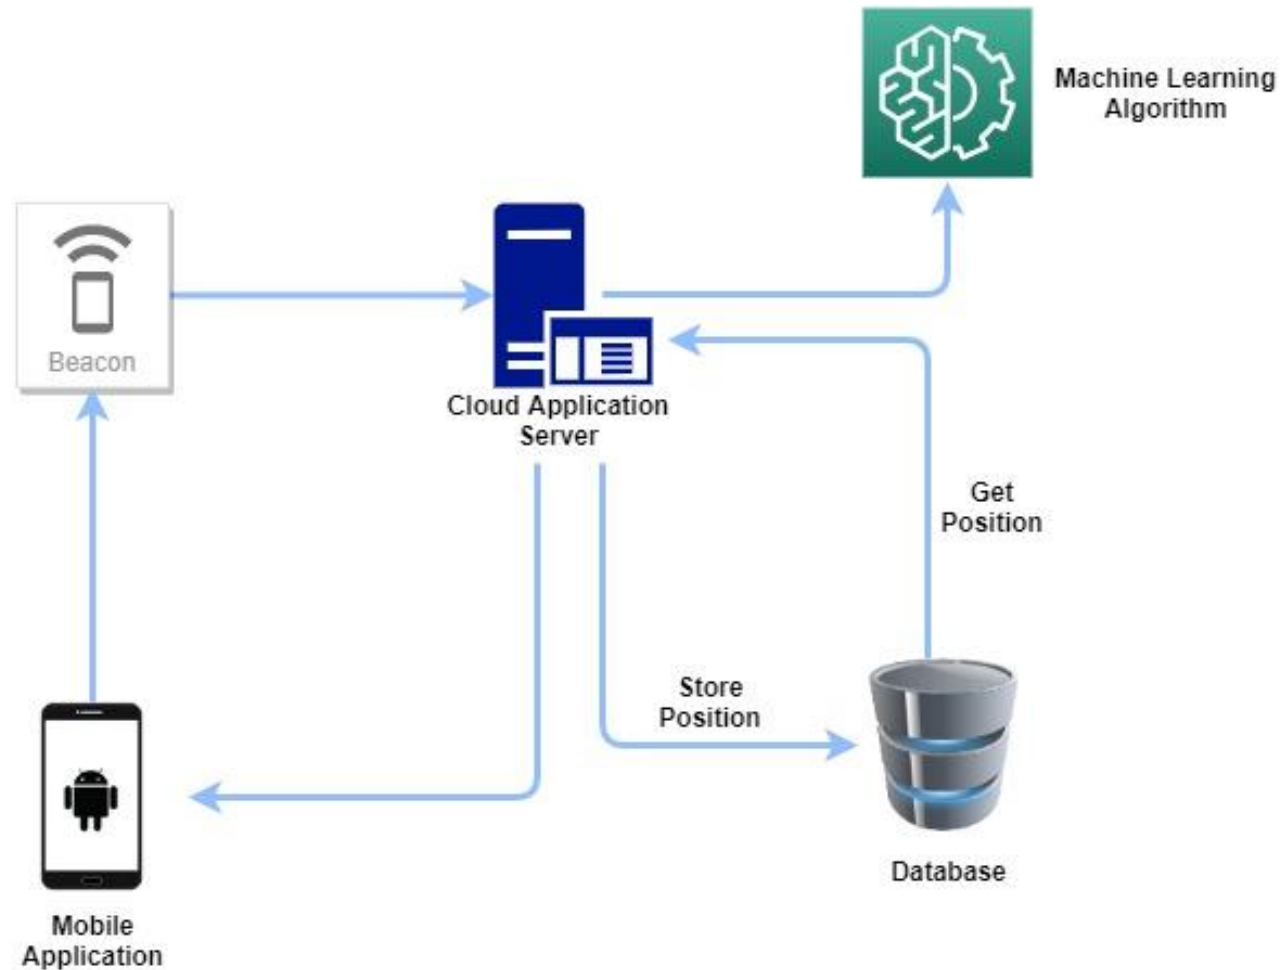 Machine Learning
Algorithm
Beacon
Cloud Application
Server
Get
Position
Store
Position
Database
Mobile
Application